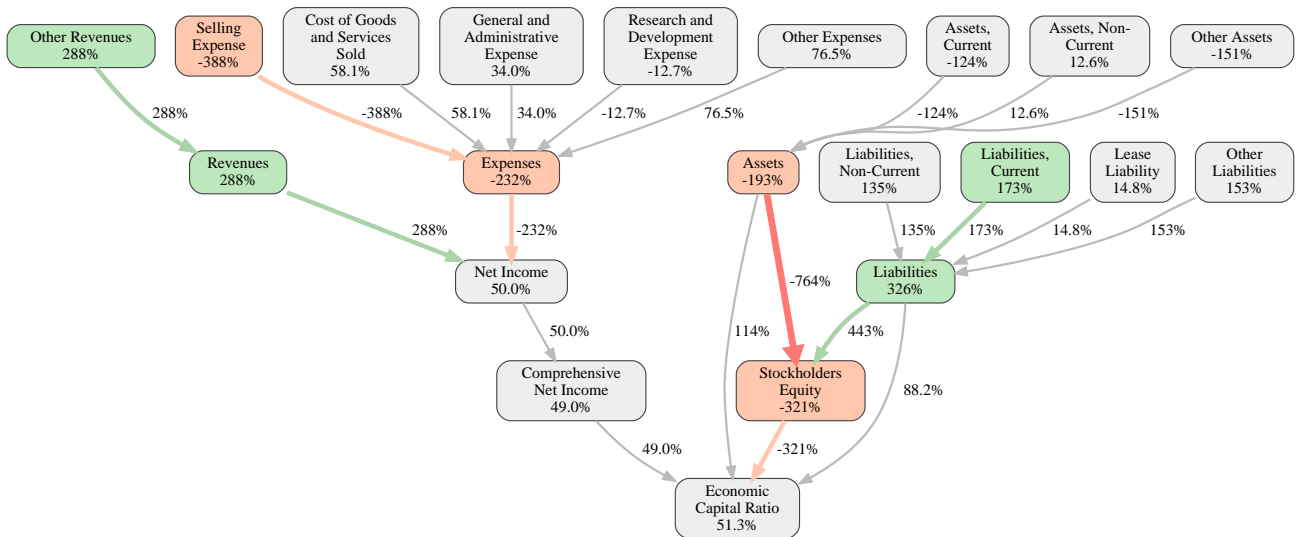 Other Revenues
288%
Selling
Expense
-388%
Cost of Goods
and Services
Sold
58.1%
General and
Administrative
Expense
34.0%
Research and
Development
Expense
-12.7%
Other Expenses
76.5%
Assets,
Current
-124%
Assets, Non-
Current
12.6%
Other Assets
-151%
288%
-388%
58.1%
34.0%
-12.7%
76.5%
-124%
12.6%
-151%
Revenues
288%
Expenses
-232%
Assets
-193%
Liabilities,
Non-Current
135%
Liabilities,
Current
173%
Lease
Liability
14.8%
Other
Liabilities
153%
288%
-232%
135%
173%
14.8%
153%
Net Income
50.0%
-764%
Liabilities
326%
50.0%
114%
443%
Comprehensive
Net Income
49.0%
Stockholders
Equity
-321%
88.2%
49.0%
-321%
Economic
Capital Ratio
51.3%